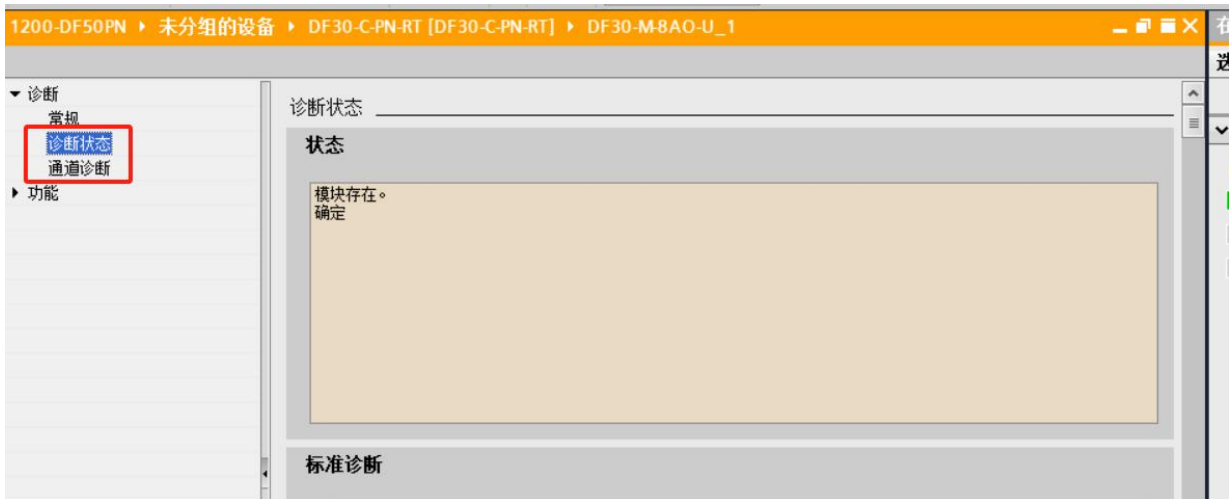 1200-DF50PN ▸ 未分组的设备 ▸ DF30-C-PN-RT [DF30-C-PN-RT] ▸ DF30-M-8AO-U_1
诊断
常规
诊断状态
通道诊断
功能
诊断状态
状态
模块存在。
确定
标准诊断